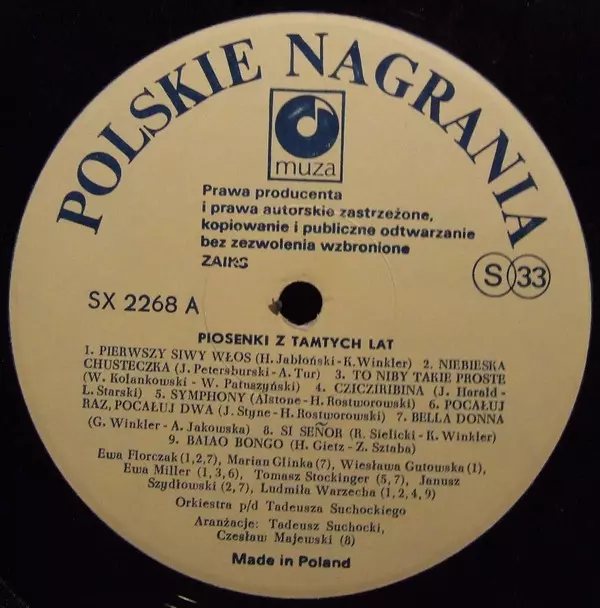 POLSKIE NAGRANIA
muza
Prawa producenta
i prawa autorskie zastrzeżone,
kopiowanie i publiczne odtwarzanie
bez zezwolenia wzbronione
ZAIKS
S 33
SX 2268 A
PIOSENKI Z TAMTYCH LAT
1. PIERWSZY SIWY WŁOS (H. Jabłoński-K. Winkler) 2. NIEBIESKA
CHUSTECZKA (J. Petersburski-A. Tur) 3. TO NIBY TAKIE PROSTE
(W. Kolankowski - W. Patuszyński) 4. CZICZIRIBINA (J. Harald-
L. Starski) 5. SYMPHONY (Alstone-H. Rostworowski) 6. POCAŁUJ
RAZ, POCAŁUJ DWA (J. Styne-H. Rostworowski) 7. BELLA DONNA
(G. Winkler - A. Jakowska) 8. SI SEÑOR (R. Sielicki - K. Winkler)
9. BAIAO BONGO (H. Gietz - Z. Sztaba)
Ewa Florczak (1,2,7), Marian Glinka (7), Wiesława Gutowska (1),
Ewa Miller (1,3,6), Tomasz Stockinger (5,7), Janusz
Szydłowski (2,7), Ludmiła Warzecha (1,2,4,9)
Orkiestra p/d Tadeusza Suchockiego
Aranżacje: Tadeusz Suchocki,
Czesław Majewski (8)
Made in Poland